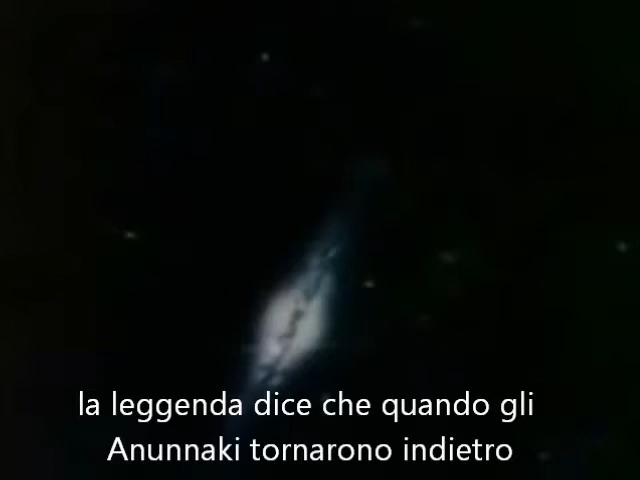 la leggenda dice che quando gli
Anunnaki tornarono indietro